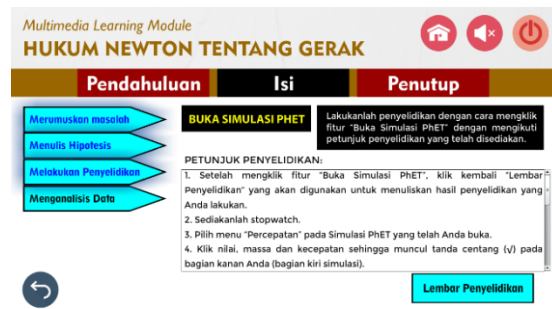 Multimedia Learning Module
HUKUM NEWTON TENTANG GERAK
Pendahuluan
Isi
Penutup
Merumuskan masalah
Menulis Hipotesis
Melakukan Penyelidikan
Menganalisis Data
BUKA SIMULASI PHET
Lakukanlah penyelidikan dengan cara mengklik
fitur "Buka Simulasi PhET" dengan mengikuti
petunjuk penyelidikan yang telah disediakan.
PETUNJUK PENYELIDIKAN:
1. Setelah mengklik fitur "Buka Simulasi PhET", klik kembali "Lembar
Penyelidikan" yang akan digunakan untuk menuliskan hasil penyelidikan yang
Anda lakukan.
2. Sediakanlah stopwatch.
3. Pilih menu "Percepatan" pada Simulasi PhET yang telah Anda buka.
4. Klik nilai, massa dan kecepatan sehingga muncul tanda centang (√) pada
bagian kanan Anda (bagian kiri simulasi).
Lembar Penyelidikan